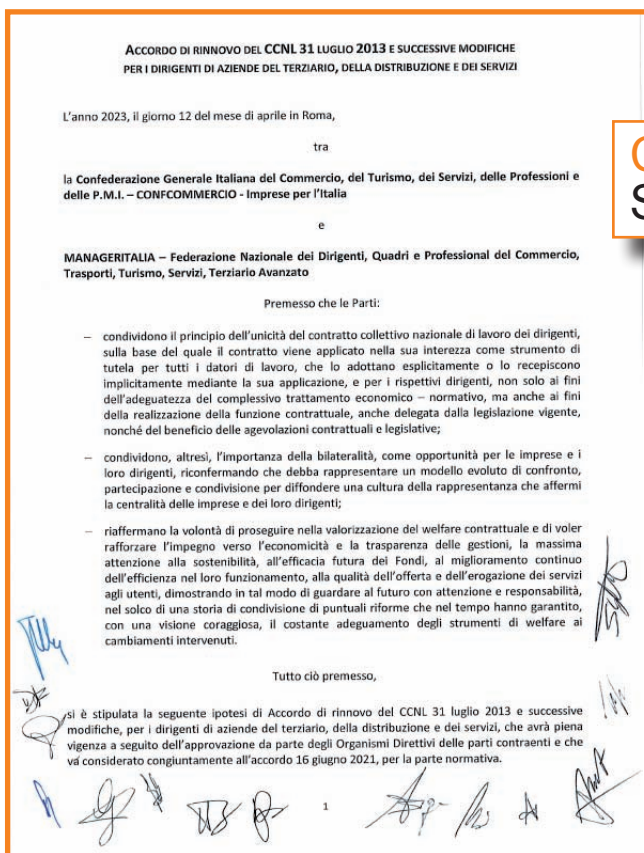 ACCORDO DI RINNOVO DEL CCNL 31 LUGLIO 2013 E SUCCESSIVE MODIFICHE
PER I DIRIGENTI DI AZIENDE DEL TERZIARIO, DELLA DISTRIBUZIONE E DEI SERVIZI
L'anno 2023, il giorno 12 del mese di aprile in Roma,
tra
la Confederazione Generale Italiana del Commercio, del Turismo, dei Servizi, delle Professioni e
delle P.M.I. – CONFCOMMERCIO - Imprese per l'Italia
e
MANAGERITALIA – Federazione Nazionale dei Dirigenti, Quadri e Professional del Commercio,
Trasporti, Turismo, Servizi, Terziario Avanzato
Premesso che le Parti:
– condividono il principio dell'unicità del contratto collettivo nazionale di lavoro dei dirigenti,
sulla base del quale il contratto viene applicato nella sua interezza come strumento di
tutela per tutti i datori di lavoro, che lo adottano esplicitamente o lo recepiscono
implicitamente mediante la sua applicazione, e per i rispettivi dirigenti, non solo ai fini
dell'adeguatezza del complessivo trattamento economico – normativo, ma anche ai fini
della realizzazione della funzione contrattuale, anche delegata dalla legislazione vigente,
nonché del beneficio delle agevolazioni contrattuali e legislative;
– condividono, altresì, l'importanza della bilateralità, come opportunità per le imprese e i
loro dirigenti, riconfermando che debba rappresentare un modello evoluto di confronto,
partecipazione e condivisione per diffondere una cultura della rappresentanza che affermi
la centralità delle imprese e dei loro dirigenti;
– riaffermano la volontà di proseguire nella valorizzazione del welfare contrattuale e di voler
rafforzare l'impegno verso l'economicità e la trasparenza delle gestioni, la massima
attenzione alla sostenibilità, all'efficacia futura dei Fondi, al miglioramento continuo
dell'efficienza nel loro funzionamento, alla qualità dell'offerta e dell'erogazione dei servizi
agli utenti, dimostrando in tal modo di guardare al futuro con attenzione e responsabilità,
nel solco di una storia di condivisione di puntuali riforme che nel tempo hanno garantito,
con una visione coraggiosa, il costante adeguamento degli strumenti di welfare ai
cambiamenti intervenuti.
Tutto ciò premesso,
si è stipulata la seguente ipotesi di Accordo di rinnovo del CCNL 31 luglio 2013 e successive
modifiche, per i dirigenti di aziende del terziario, della distribuzione e dei servizi, che avrà piena
vigenza a seguito dell'approvazione da parte degli Organismi Direttivi delle parti contraenti e che
va considerato congiuntamente all'accordo 16 giugno 2021, per la parte normativa.
1